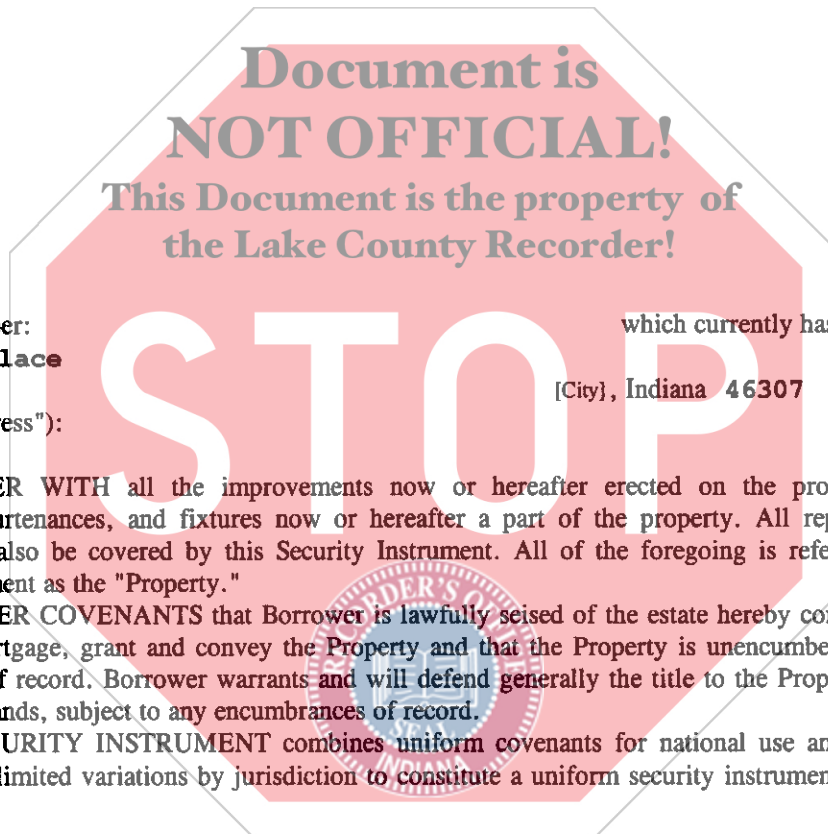 Document is
NOT OFFICIAL!
This Document is the property of
the Lake County Recorder!
STOP
er: which currently has
lace
[City], Indiana 46307
ress"):
ER WITH all the improvements now or hereafter erected on the pro
urtenances, and fixtures now or hereafter a part of the property. All rep
also be covered by this Security Instrument. All of the foregoing is refe
ent as the "Property."
ER COVENANTS that Borrower is lawfully seised of the estate hereby co
rtgage, grant and convey the Property and that the Property is unencumbe
f record. Borrower warrants and will defend generally the title to the Prop
nds, subject to any encumbrances of record.
URITY INSTRUMENT combines uniform covenants for national use an
limited variations by jurisdiction to constitute a uniform security instrumen
RECORDER'S OFFICE
SEAL
INDIANA